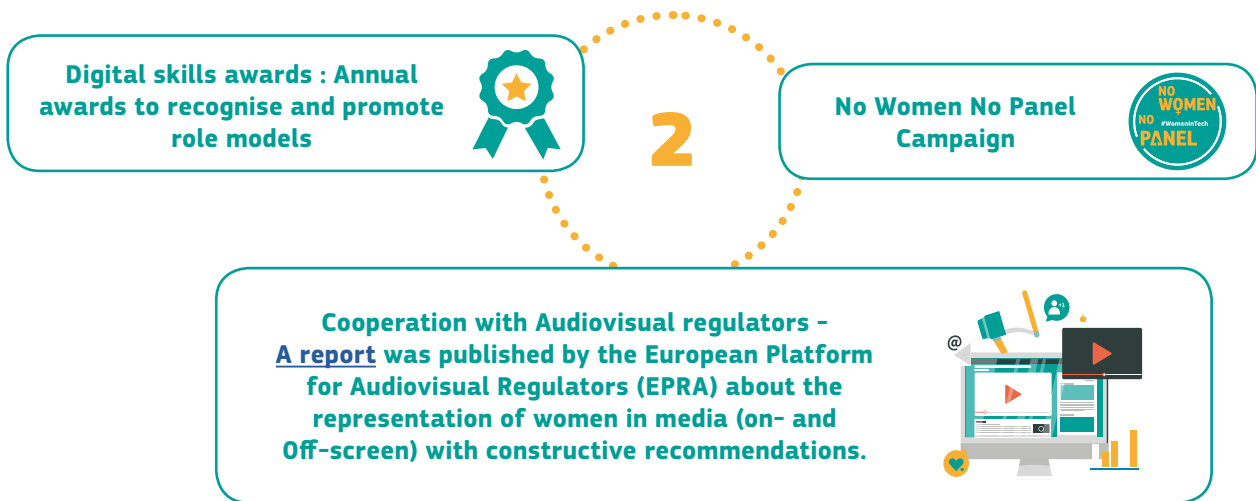 Digital skills awards : Annual
awards to recognise and promote
role models
2
No Women No Panel
Campaign
NO
WOMEN
NO #WomenInTech
PANEL
Cooperation with Audiovisual regulators -
A report was published by the European Platform
for Audiovisual Regulators (EPRA) about the
representation of women in media (on- and
Off-screen) with constructive recommendations.
+1
@